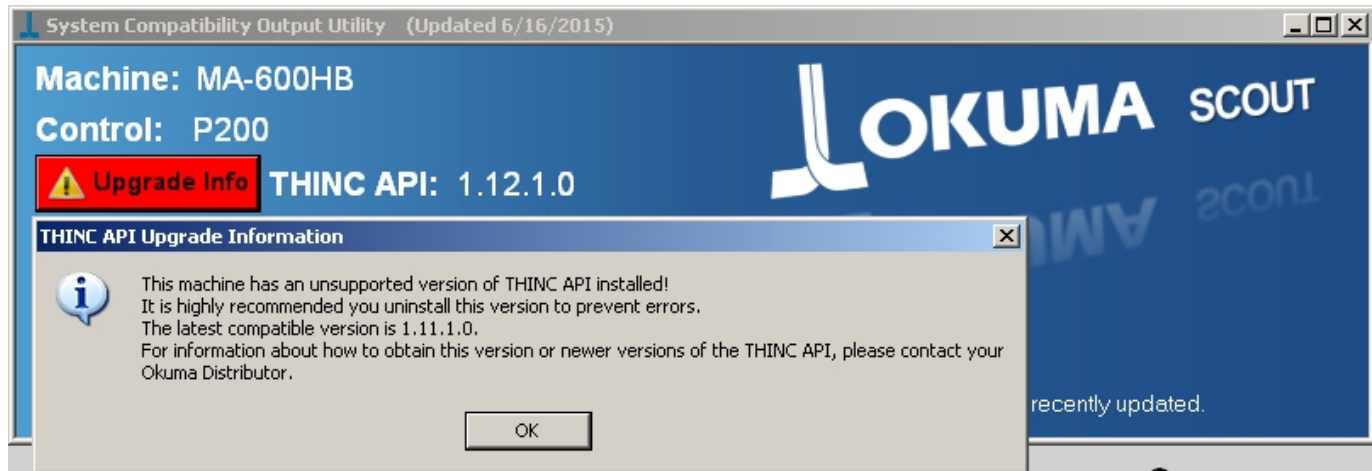 System Compatibility Output Utility (Updated 6/16/2015)
Machine: MA-600HB
OKUMA SCOUT
Control: P200
Upgrade Info THINC API: 1.12.1.0
THINC API Upgrade Information
This machine has an unsupported version of THINC API installed!
It is highly recommended you uninstall this version to prevent errors.
The latest compatible version is 1.11.1.0.
For information about how to obtain this version or newer versions of the THINC API, please contact your
Okuma Distributor.
recently updated.
OK